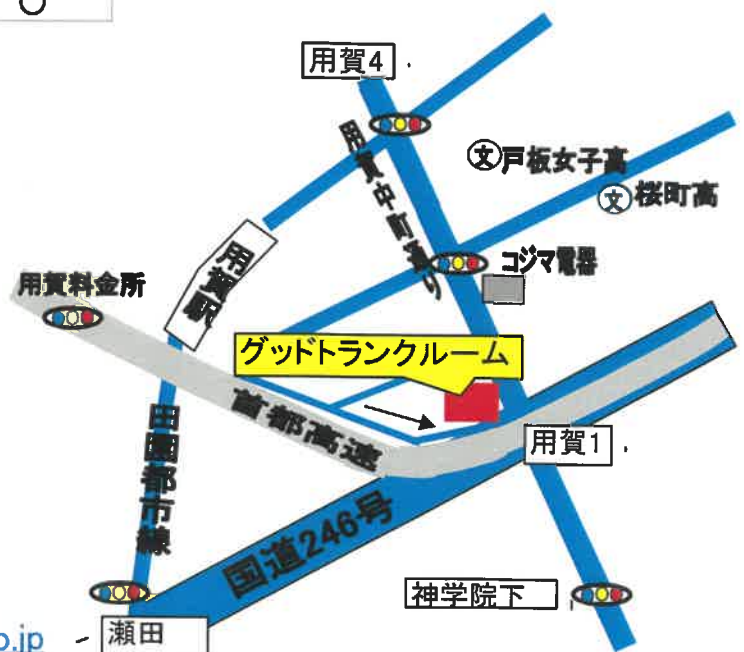 用賀4
用賀中町通り
文 戸板女子高
文 桜町高
用賀駅
コジマ電器
用賀料金所
グッドトランクルーム
首都高速
用賀1
田園都市線
国道246号
神学院下
o.jp
瀬田